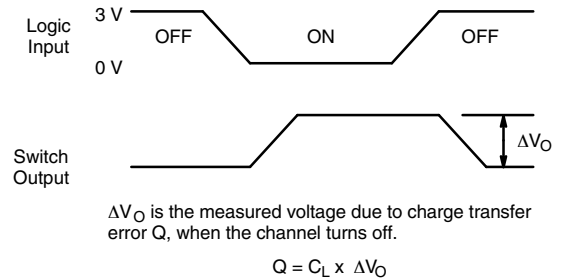 Logic
Input
3 V
0 V
OFF
ON
OFF
Switch
Output
ΔVO
ΔVO is the measured voltage due to charge transfer
error Q, when the channel turns off.
Q = CL x ΔVO